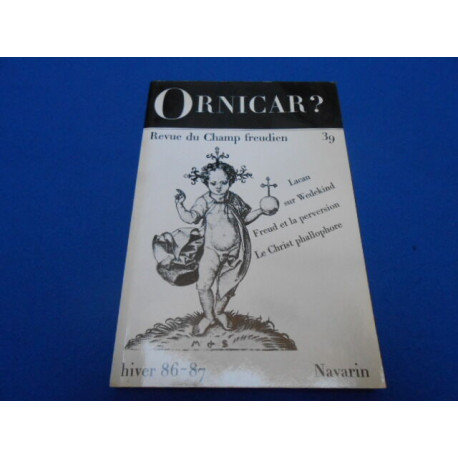 ORNICAR?
Revue du Champ freudien 39
Lacan
sur Wedekind
Freud et la perversion
Le Christ phallophore
hiver 86-87 Navarin